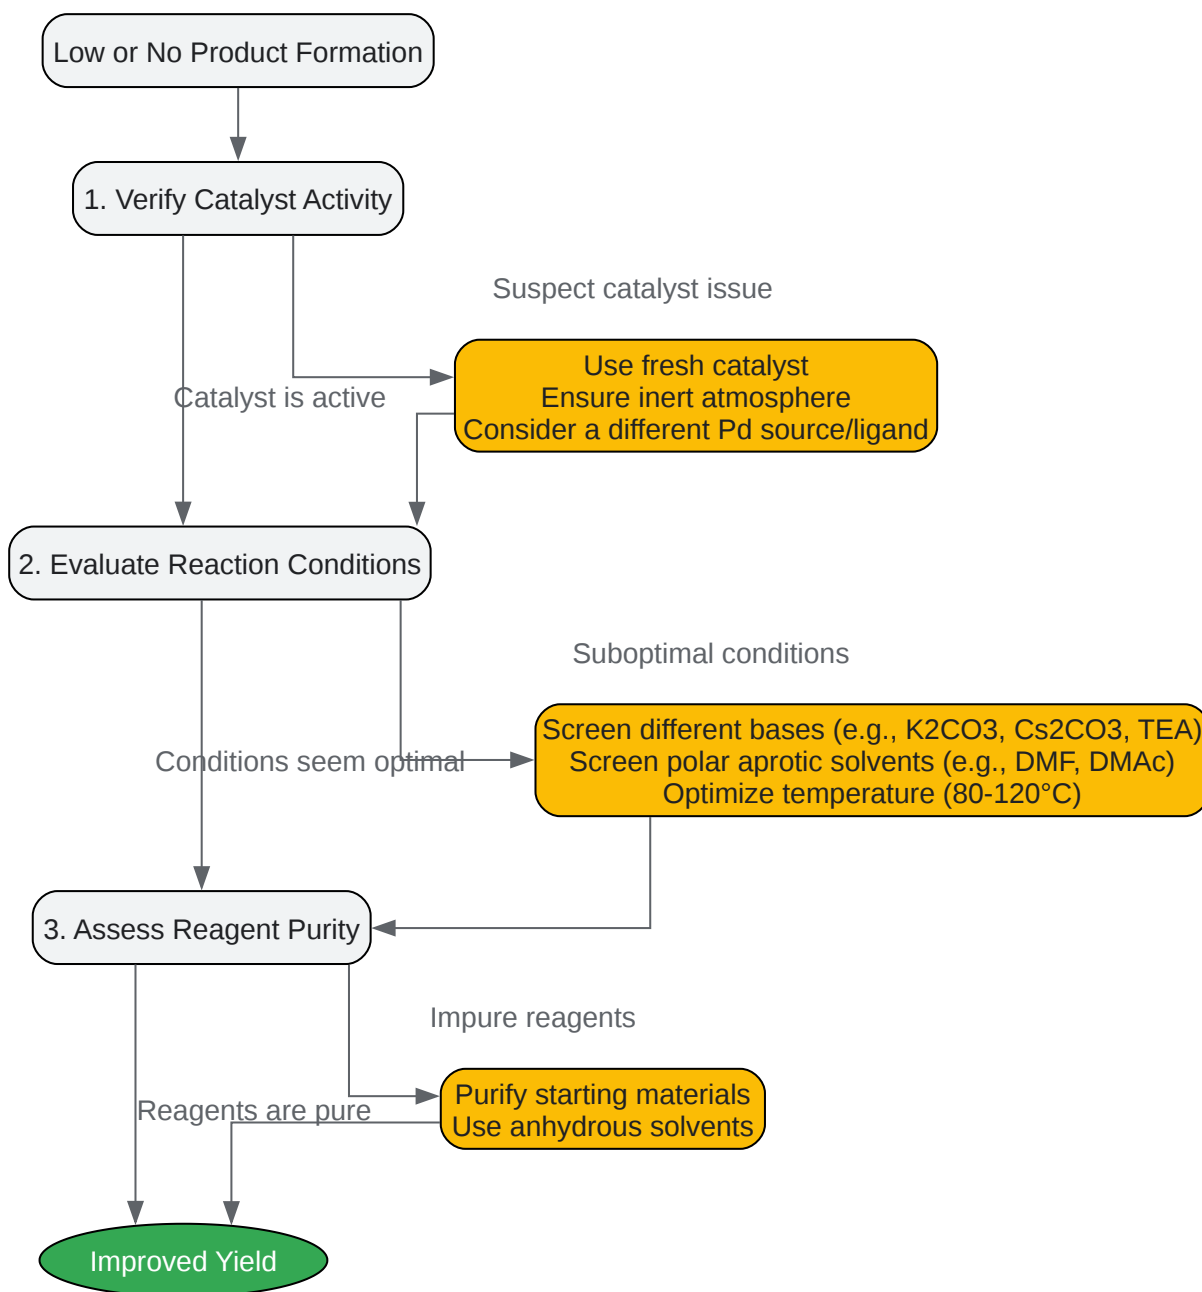 Low or No Product Formation
1. Verify Catalyst Activity
Suspect catalyst issue
Use fresh catalyst
Ensure inert atmosphere
Consider a different Pd source/ligand
Catalyst is active
2. Evaluate Reaction Conditions
Suboptimal conditions
Screen different bases (e.g., K2CO3, Cs2CO3, TEA)
Screen polar aprotic solvents (e.g., DMF, DMAc)
Optimize temperature (80-120°C)
Conditions seem optimal
3. Assess Reagent Purity
Impure reagents
Purify starting materials
Use anhydrous solvents
Reagents are pure
Improved Yield